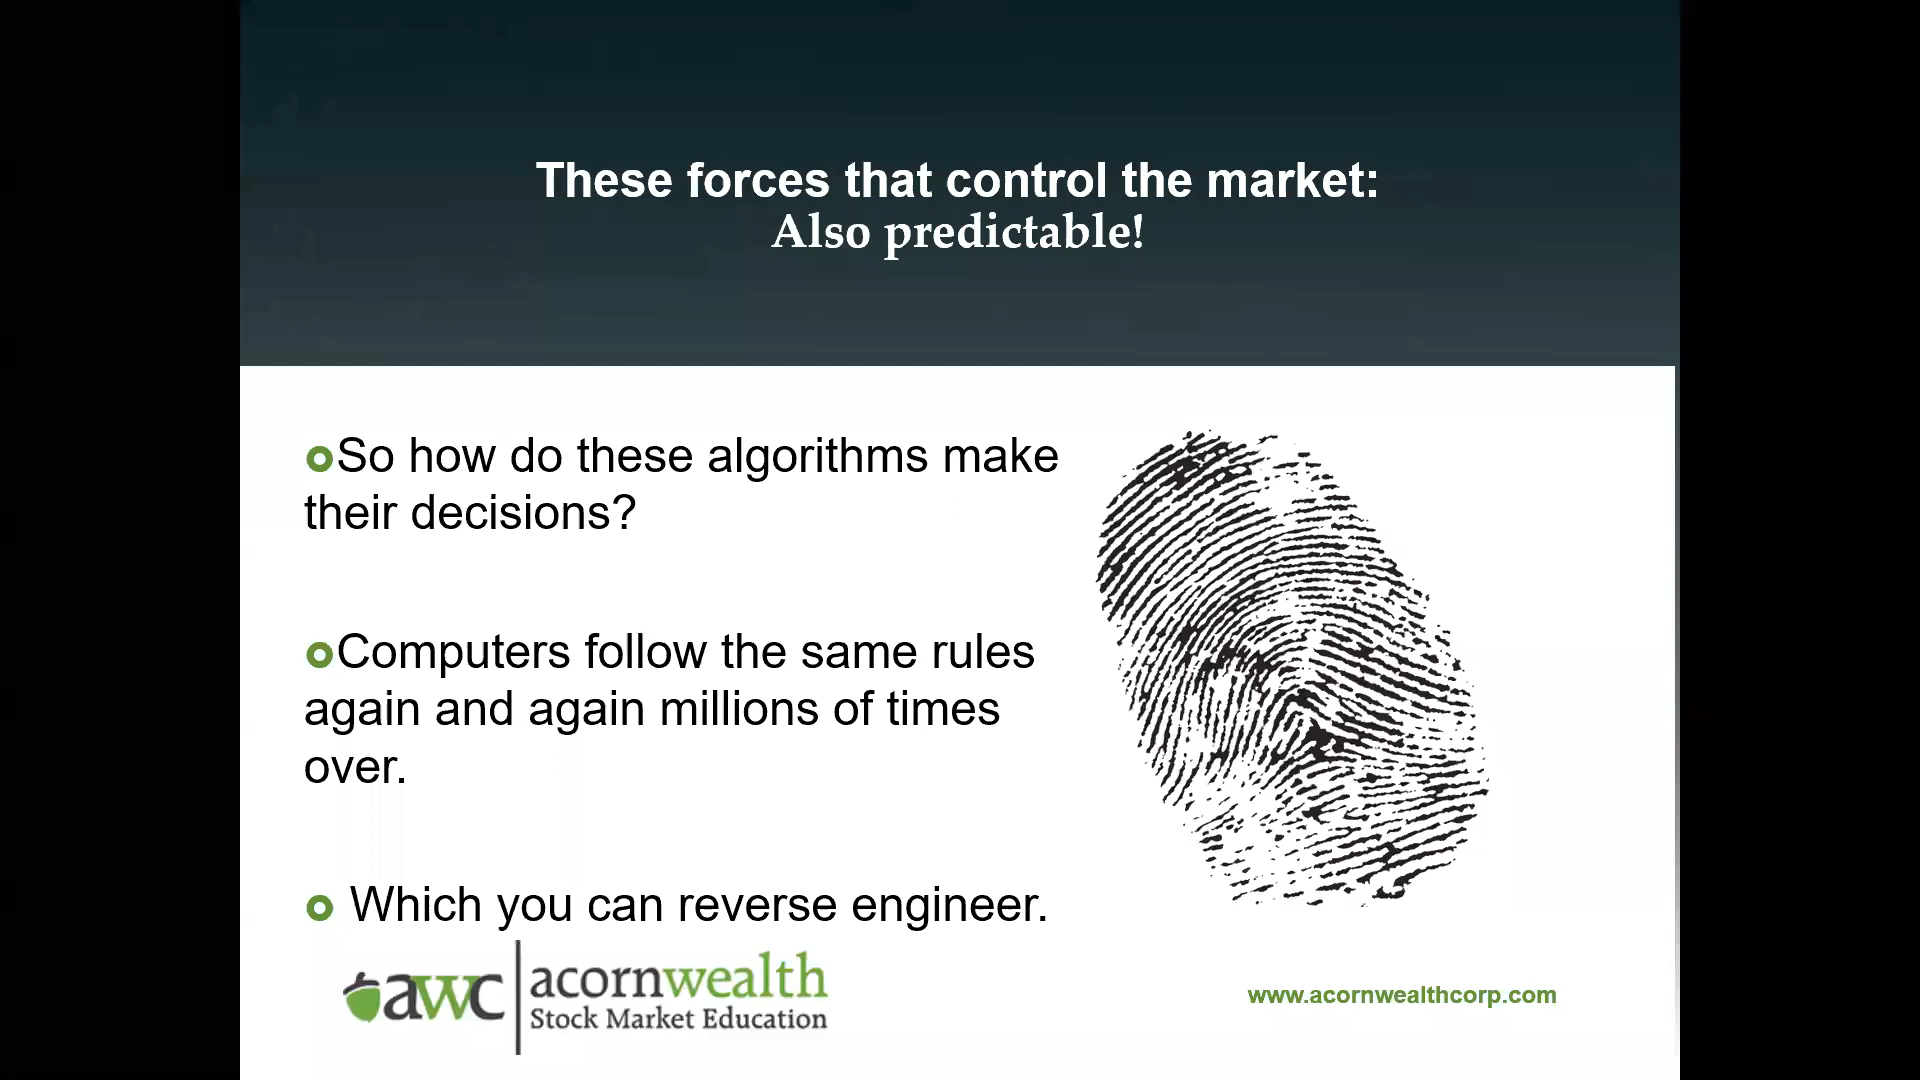 These forces that control the market:
Also predictable!
So how do these algorithms make
their decisions?
Computers follow the same rules
again and again millions of times
over.
Which you can reverse engineer.
awc
acornwealth
Stock Market Education
www.acornwealthcorp.com